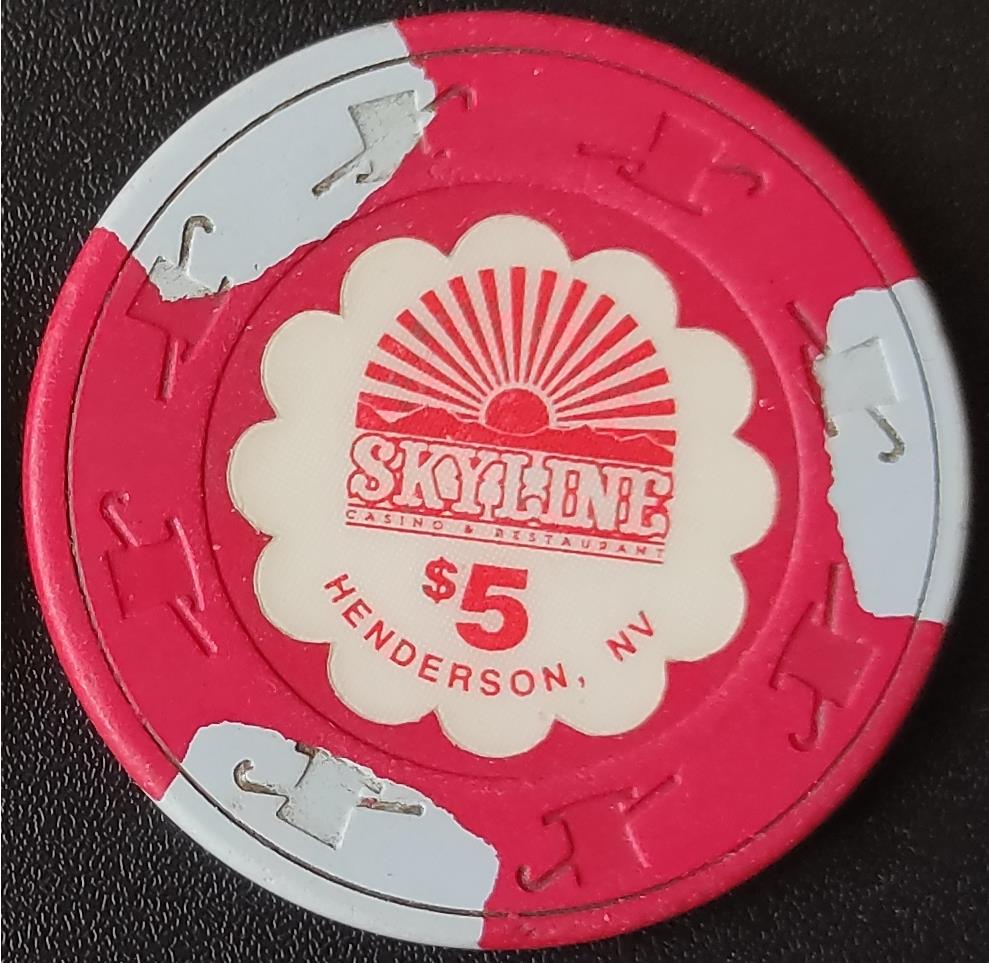 SKYLINE
CASINO & RESTAURANT
$5
HENDERSON, NV